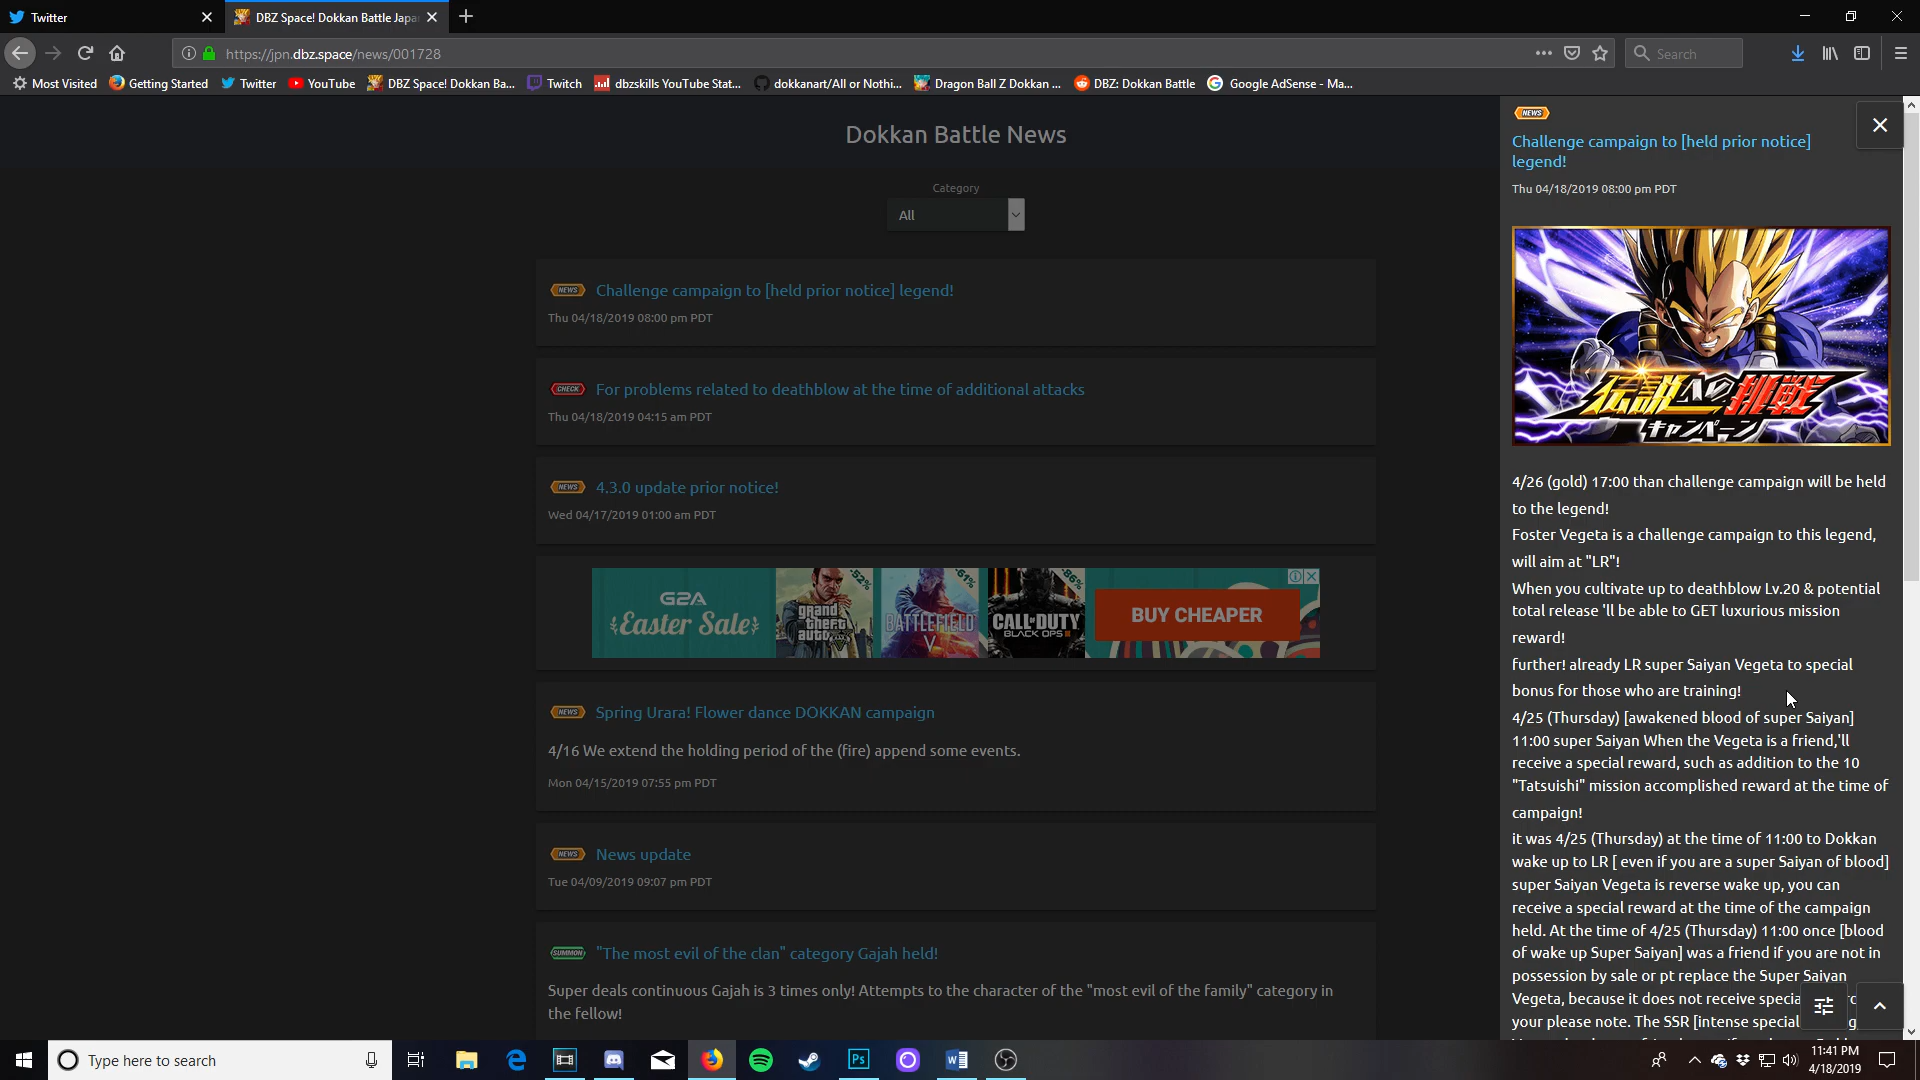 Twitter
DBZ Space! Dokkan Battle Japa
https://jpn.dbz.space/news/001728
Search
Most Visited
Getting Started
Twitter
YouTube
DBZ Space! Dokkan Ba...
Twitch
dbzskills YouTube Stat...
dokkanart/All or Nothi...
Dragon Ball Z Dokkan ...
DBZ: Dokkan Battle
Google AdSense - Ma...
Dokkan Battle News
Category
All
NEWS
Challenge campaign to [held prior notice] legend!
Thu 04/18/2019 08:00 pm PDT
CHECK
For problems related to deathblow at the time of additional attacks
Thu 04/18/2019 04:15 am PDT
NEWS
4.3.0 update prior notice!
Wed 04/17/2019 01:00 am PDT
G2A
Easter Sale
-52%
grand
theft
auto
V
-61%
BATTLEFIELD
V
-86%
CALL OF DUTY
BLACK OPS III
BUY CHEAPER
NEWS
Spring Urara! Flower dance DOKKAN campaign
4/16 We extend the holding period of the (fire) append some events.
Mon 04/15/2019 07:55 pm PDT
NEWS
News update
Tue 04/09/2019 09:07 pm PDT
SUMMON
"The most evil of the clan" category Gajah held!
Super deals continuous Gajah is 3 times only! Attempts to the character of the "most evil of the family" category in
the fellow!
NEWS
Challenge campaign to [held prior notice]
legend!
Thu 04/18/2019 08:00 pm PDT
伝説への挑戦
キャンペーン
4/26 (gold) 17:00 than challenge campaign will be held
to the legend!
Foster Vegeta is a challenge campaign to this legend,
will aim at "LR"!
When you cultivate up to deathblow Lv.20 & potential
total release 'll be able to GET luxurious mission
reward!
further! already LR super Saiyan Vegeta to special
bonus for those who are training!
4/25 (Thursday) [awakened blood of super Saiyan]
11:00 super Saiyan When the Vegeta is a friend,'ll
receive a special reward, such as addition to the 10
"Tatsuishi" mission accomplished reward at the time of
campaign!
it was 4/25 (Thursday) at the time of 11:00 to Dokkan
wake up to LR [ even if you are a super Saiyan of blood]
super Saiyan Vegeta is reverse wake up, you can
receive a special reward at the time of the campaign
held. At the time of 4/25 (Thursday) 11:00 once [blood
of wake up Super Saiyan] was a friend if you are not in
possession by sale or pt replace the Super Saiyan
Vegeta, because it does not receive specia
your please note. The SSR [intense special
Type here to search
Ps
11:41 PM
4/18/2019